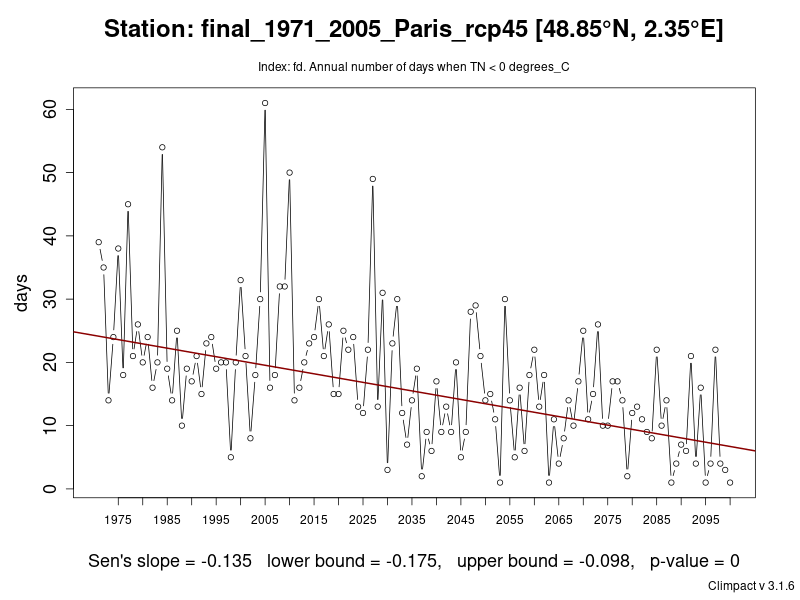 Station: final_1971_2005_Paris_rcp45 [48.85°N, 2.35°E]
Index: fd. Annual number of days when TN < 0 degrees_C
60
50
40
30
20
10
0
days
1975 1985 1995 2005 2015 2025 2035 2045 2055 2065 2075 2085 2095
Sen's slope = -0.135 lower bound = -0.175, upper bound = -0.098, p-value = 0
Climpact v 3.1.6